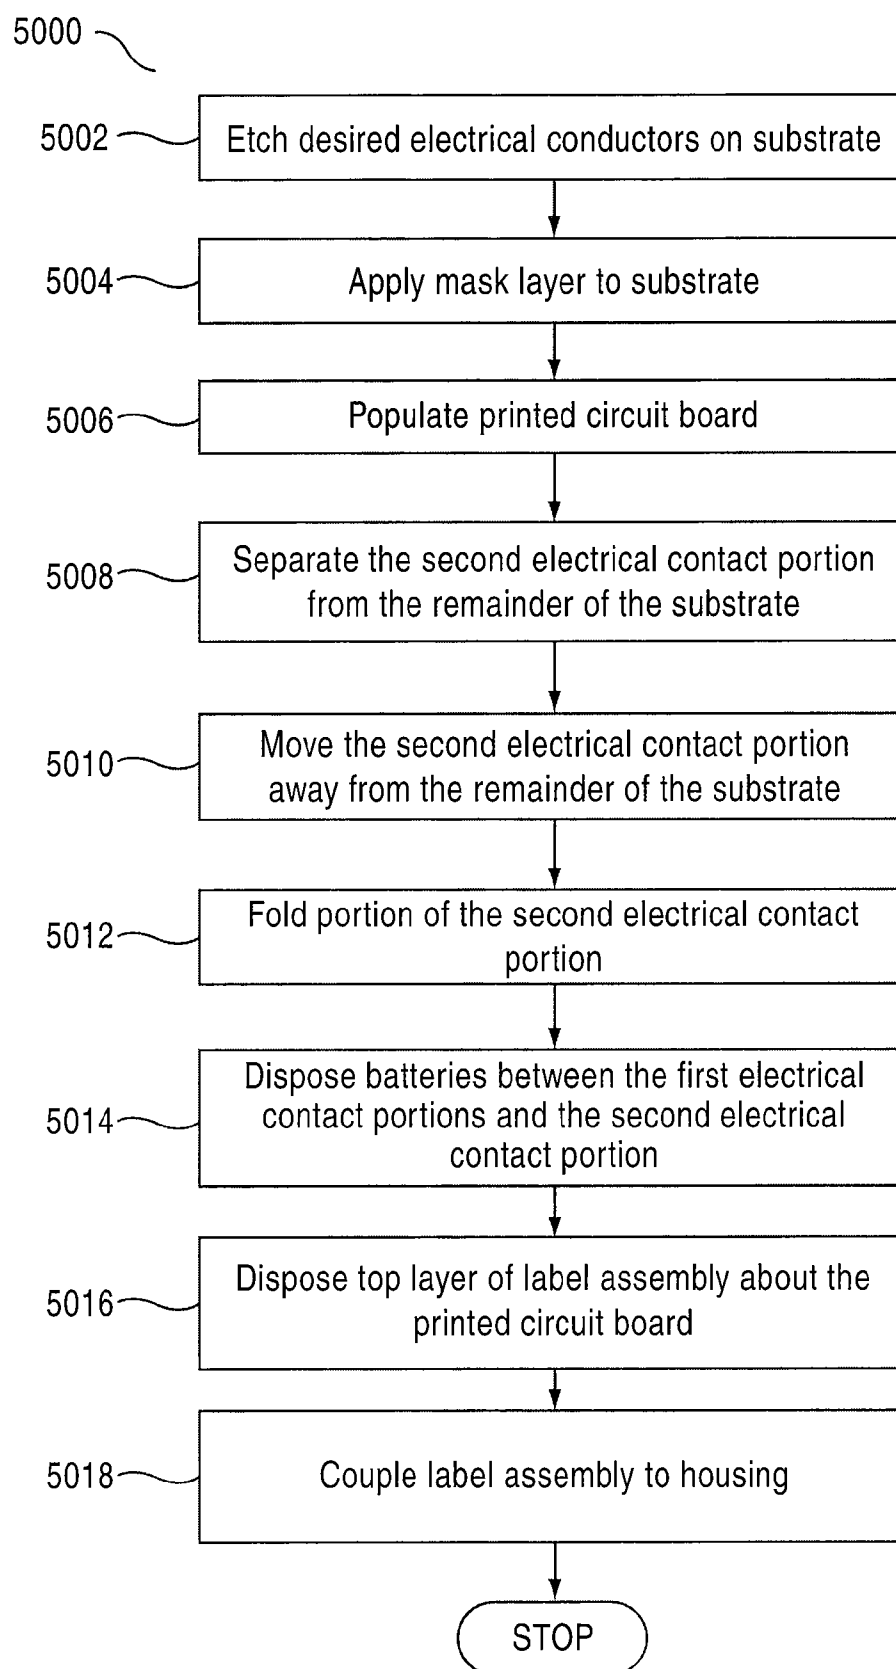 5000
5002
Etch desired electrical conductors on substrate
5004
Apply mask layer to substrate
5006
Populate printed circuit board
5008
Separate the second electrical contact portion
from the remainder of the substrate
5010
Move the second electrical contact portion
away from the remainder of the substrate
5012
Fold portion of the second electrical contact
portion
5014
Dispose batteries between the first electrical
contact portions and the second electrical
contact portion
5016
Dispose top layer of label assembly about the
printed circuit board
5018
Couple label assembly to housing
STOP